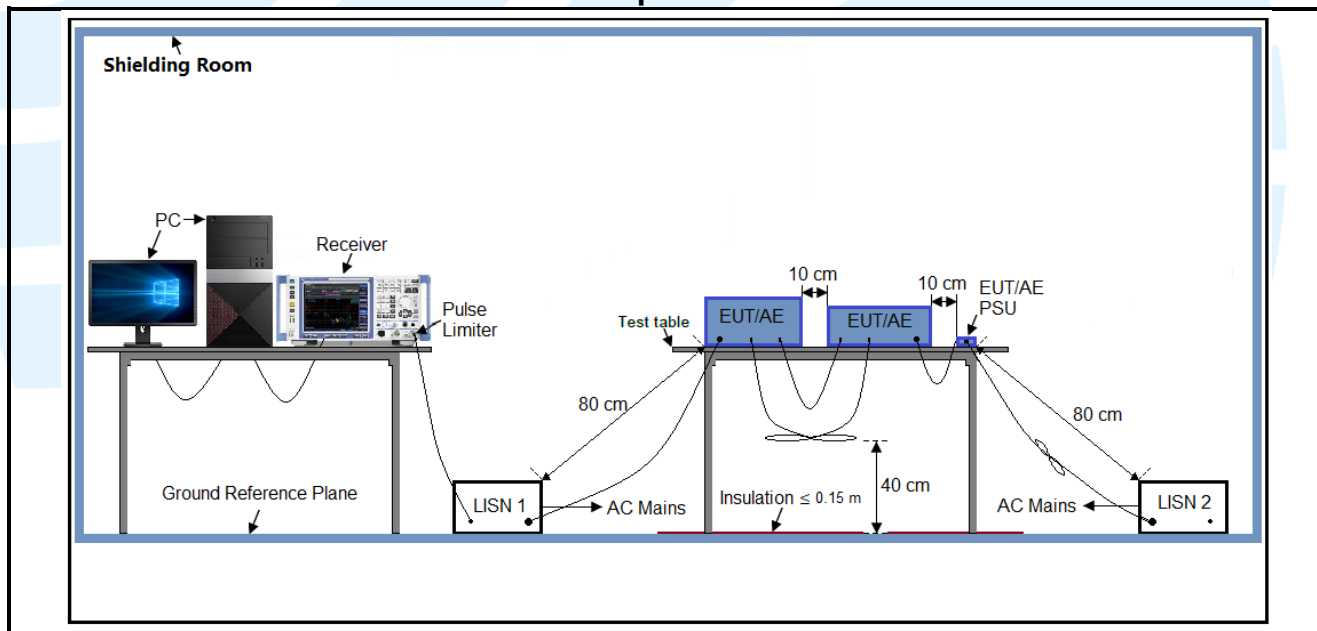 Shielding Room
PC
Receiver
Pulse
Limiter
10 cm
10 cm
EUT/AE
PSU
Test table
EUT/AE
EUT/AE
80 cm
80 cm
40 cm
Ground Reference Plane
LISN 1
AC Mains
Insulation ≤ 0.15 m
AC Mains
LISN 2